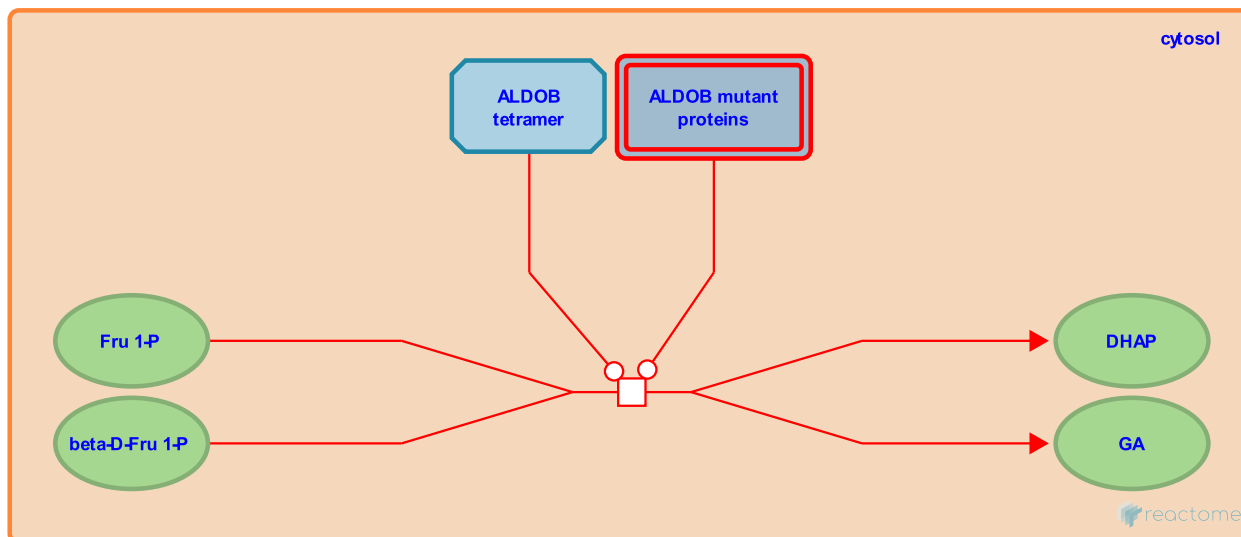 cytosol
ALDOB
tetramer
ALDOB mutant
proteins
Fru 1-P
DHAP
beta-D-Fru 1-P
GA
reactome